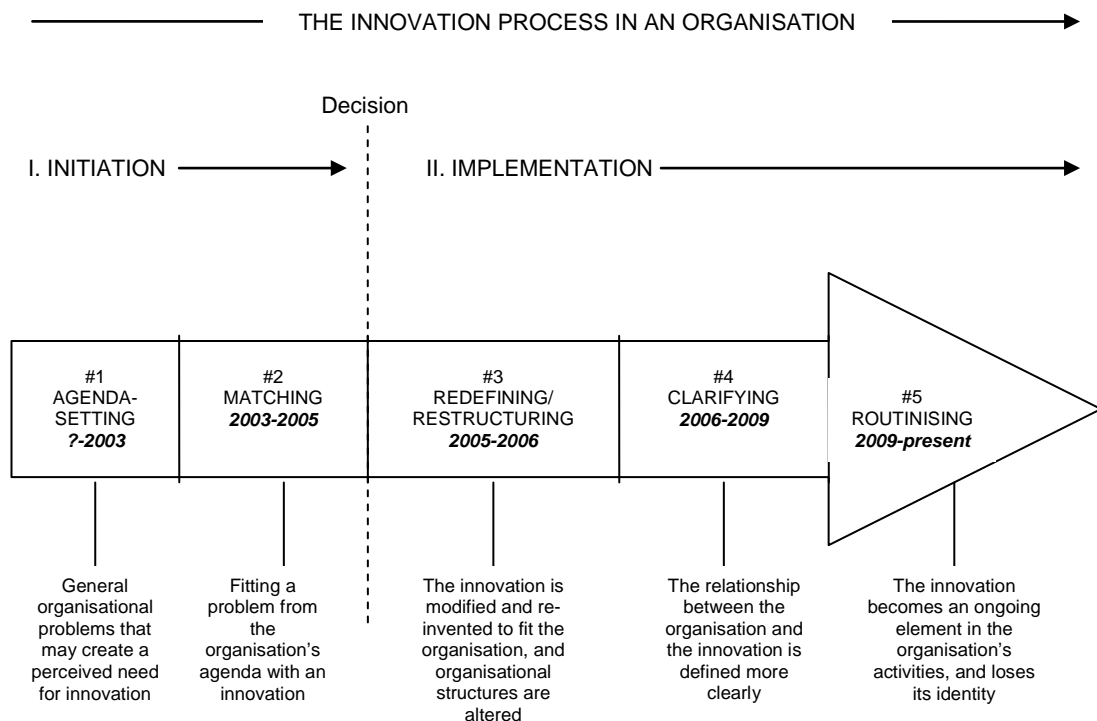 THE INNOVATION PROCESS IN AN ORGANISATION
Decision
I. INITIATION
II. IMPLEMENTATION
#1
AGENDA-
SETTING
?-2003
#2
MATCHING
2003-2005
#3
REDEFINING/
RESTRUCTURING
2005-2006
#4
CLARIFYING
2006-2009
#5
ROUTINISING
2009-present
General
organisational
problems that
may create a
perceived need
for innovation
Fitting a
problem from
the
organisation’s
agenda with an
innovation
The innovation is
modified and re-
invented to fit the
organisation, and
organisational
structures are
altered
The relationship
between the
organisation and
the innovation is
defined more
clearly
The innovation
becomes an ongoing
element in the
organisation’s
activities, and loses
its identity